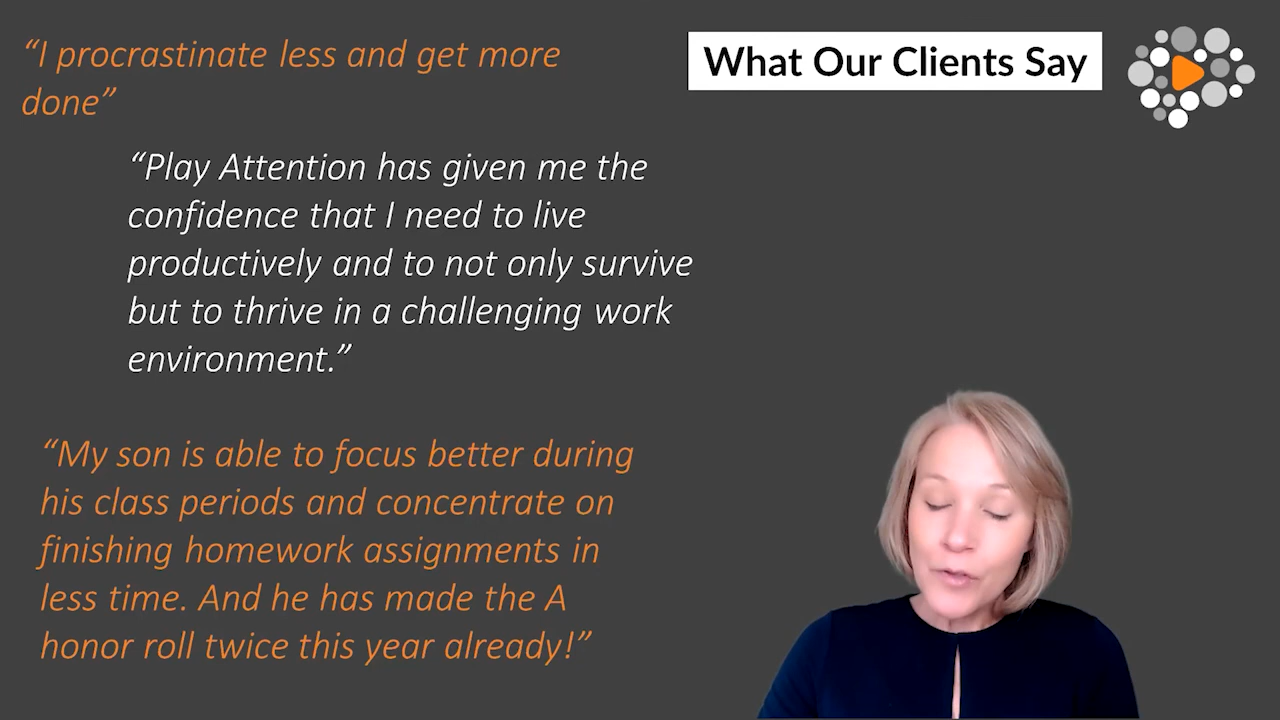 “I procrastinate less and get more
done”
What Our Clients Say
“Play Attention has given me the
confidence that I need to live
productively and to not only survive
but to thrive in a challenging work
environment.”
“My son is able to focus better during
his class periods and concentrate on
finishing homework assignments in
less time. And he has made the A
honor roll twice this year already!”